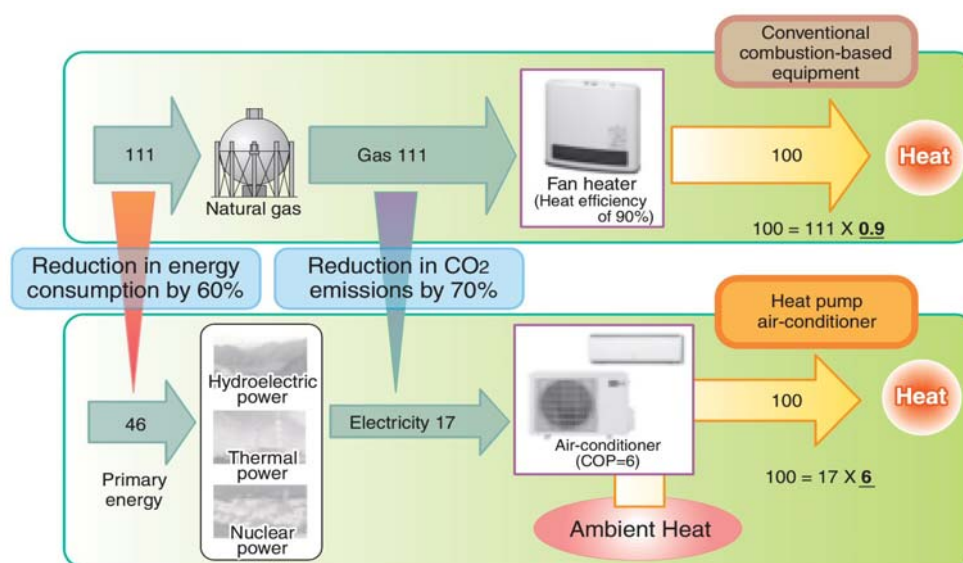 Conventional
combustion-based
equipment
111
Natural gas
Gas 111
Fan heater
(Heat efficiency
of 90%)
100
Heat
100 = 111 X 0.9
Reduction in energy
consumption by 60%
Reduction in CO2
emissions by 70%
Heat pump
air-conditioner
46
Primary
energy
Hydroelectric
power
Thermal
power
Nuclear
power
Electricity 17
Air-conditioner
(COP=6)
100
Heat
100 = 17 X 6
Ambient Heat